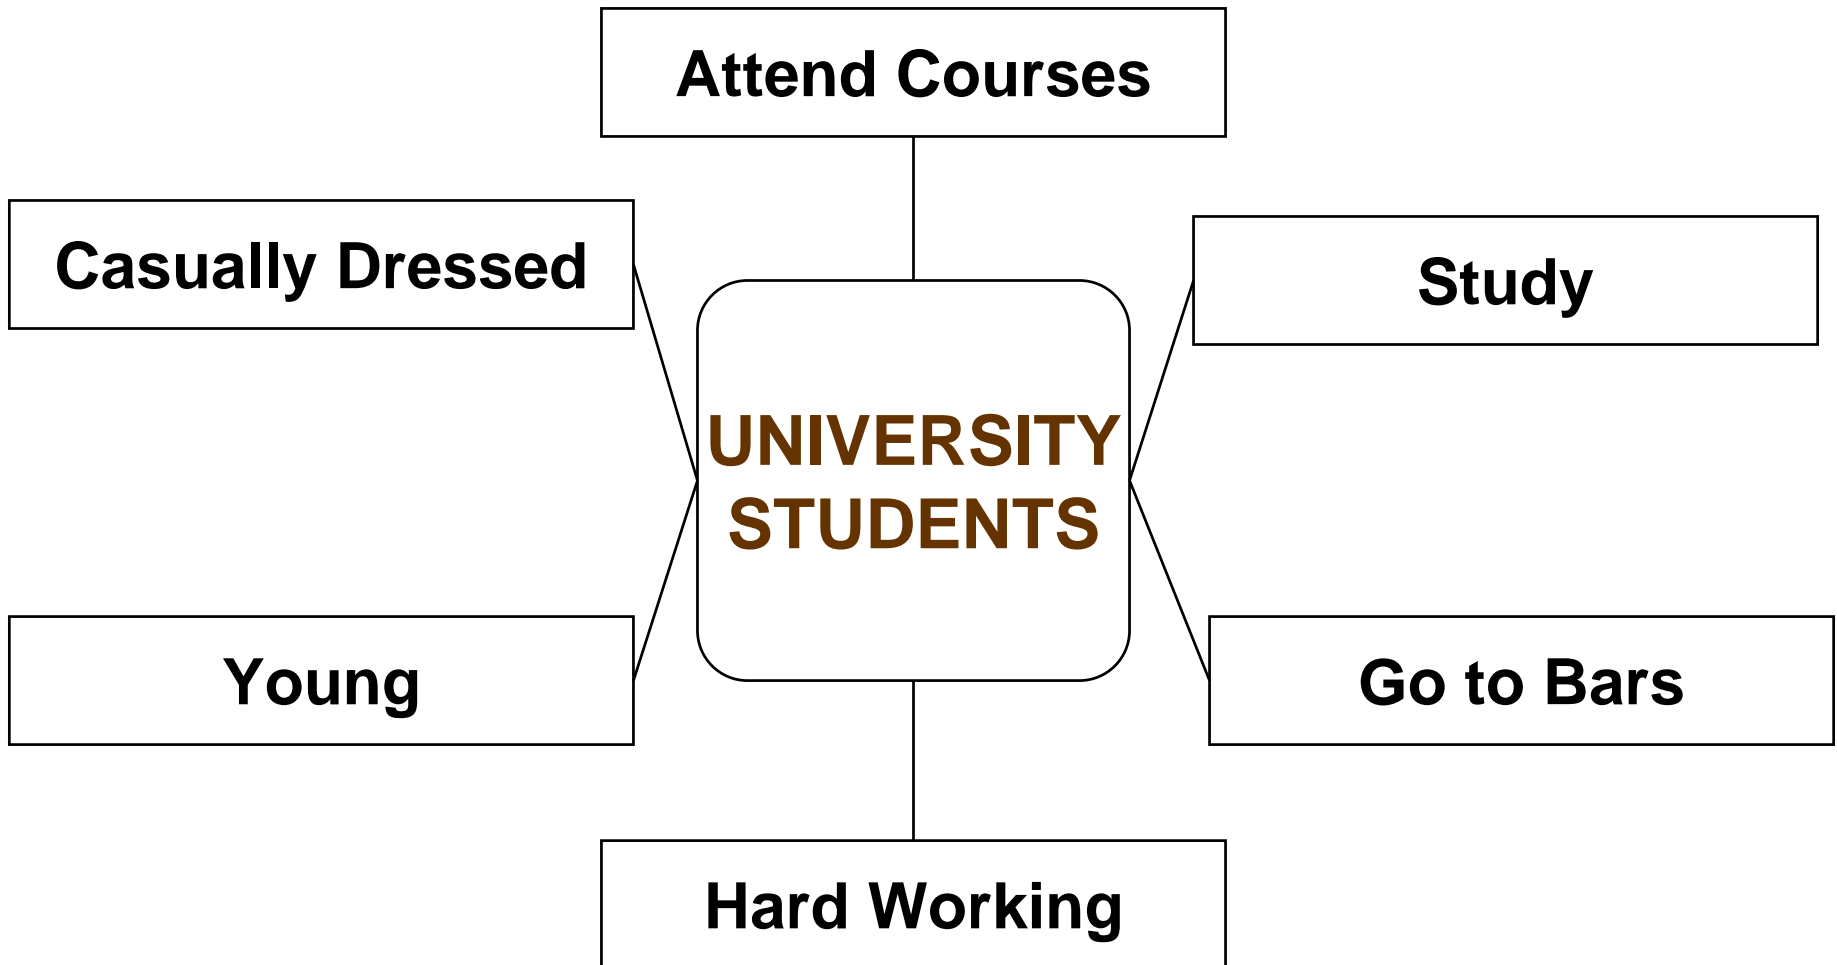 Attend Courses
Casually Dressed
Study
UNIVERSITY
STUDENTS
Young
Go to Bars
Hard Working